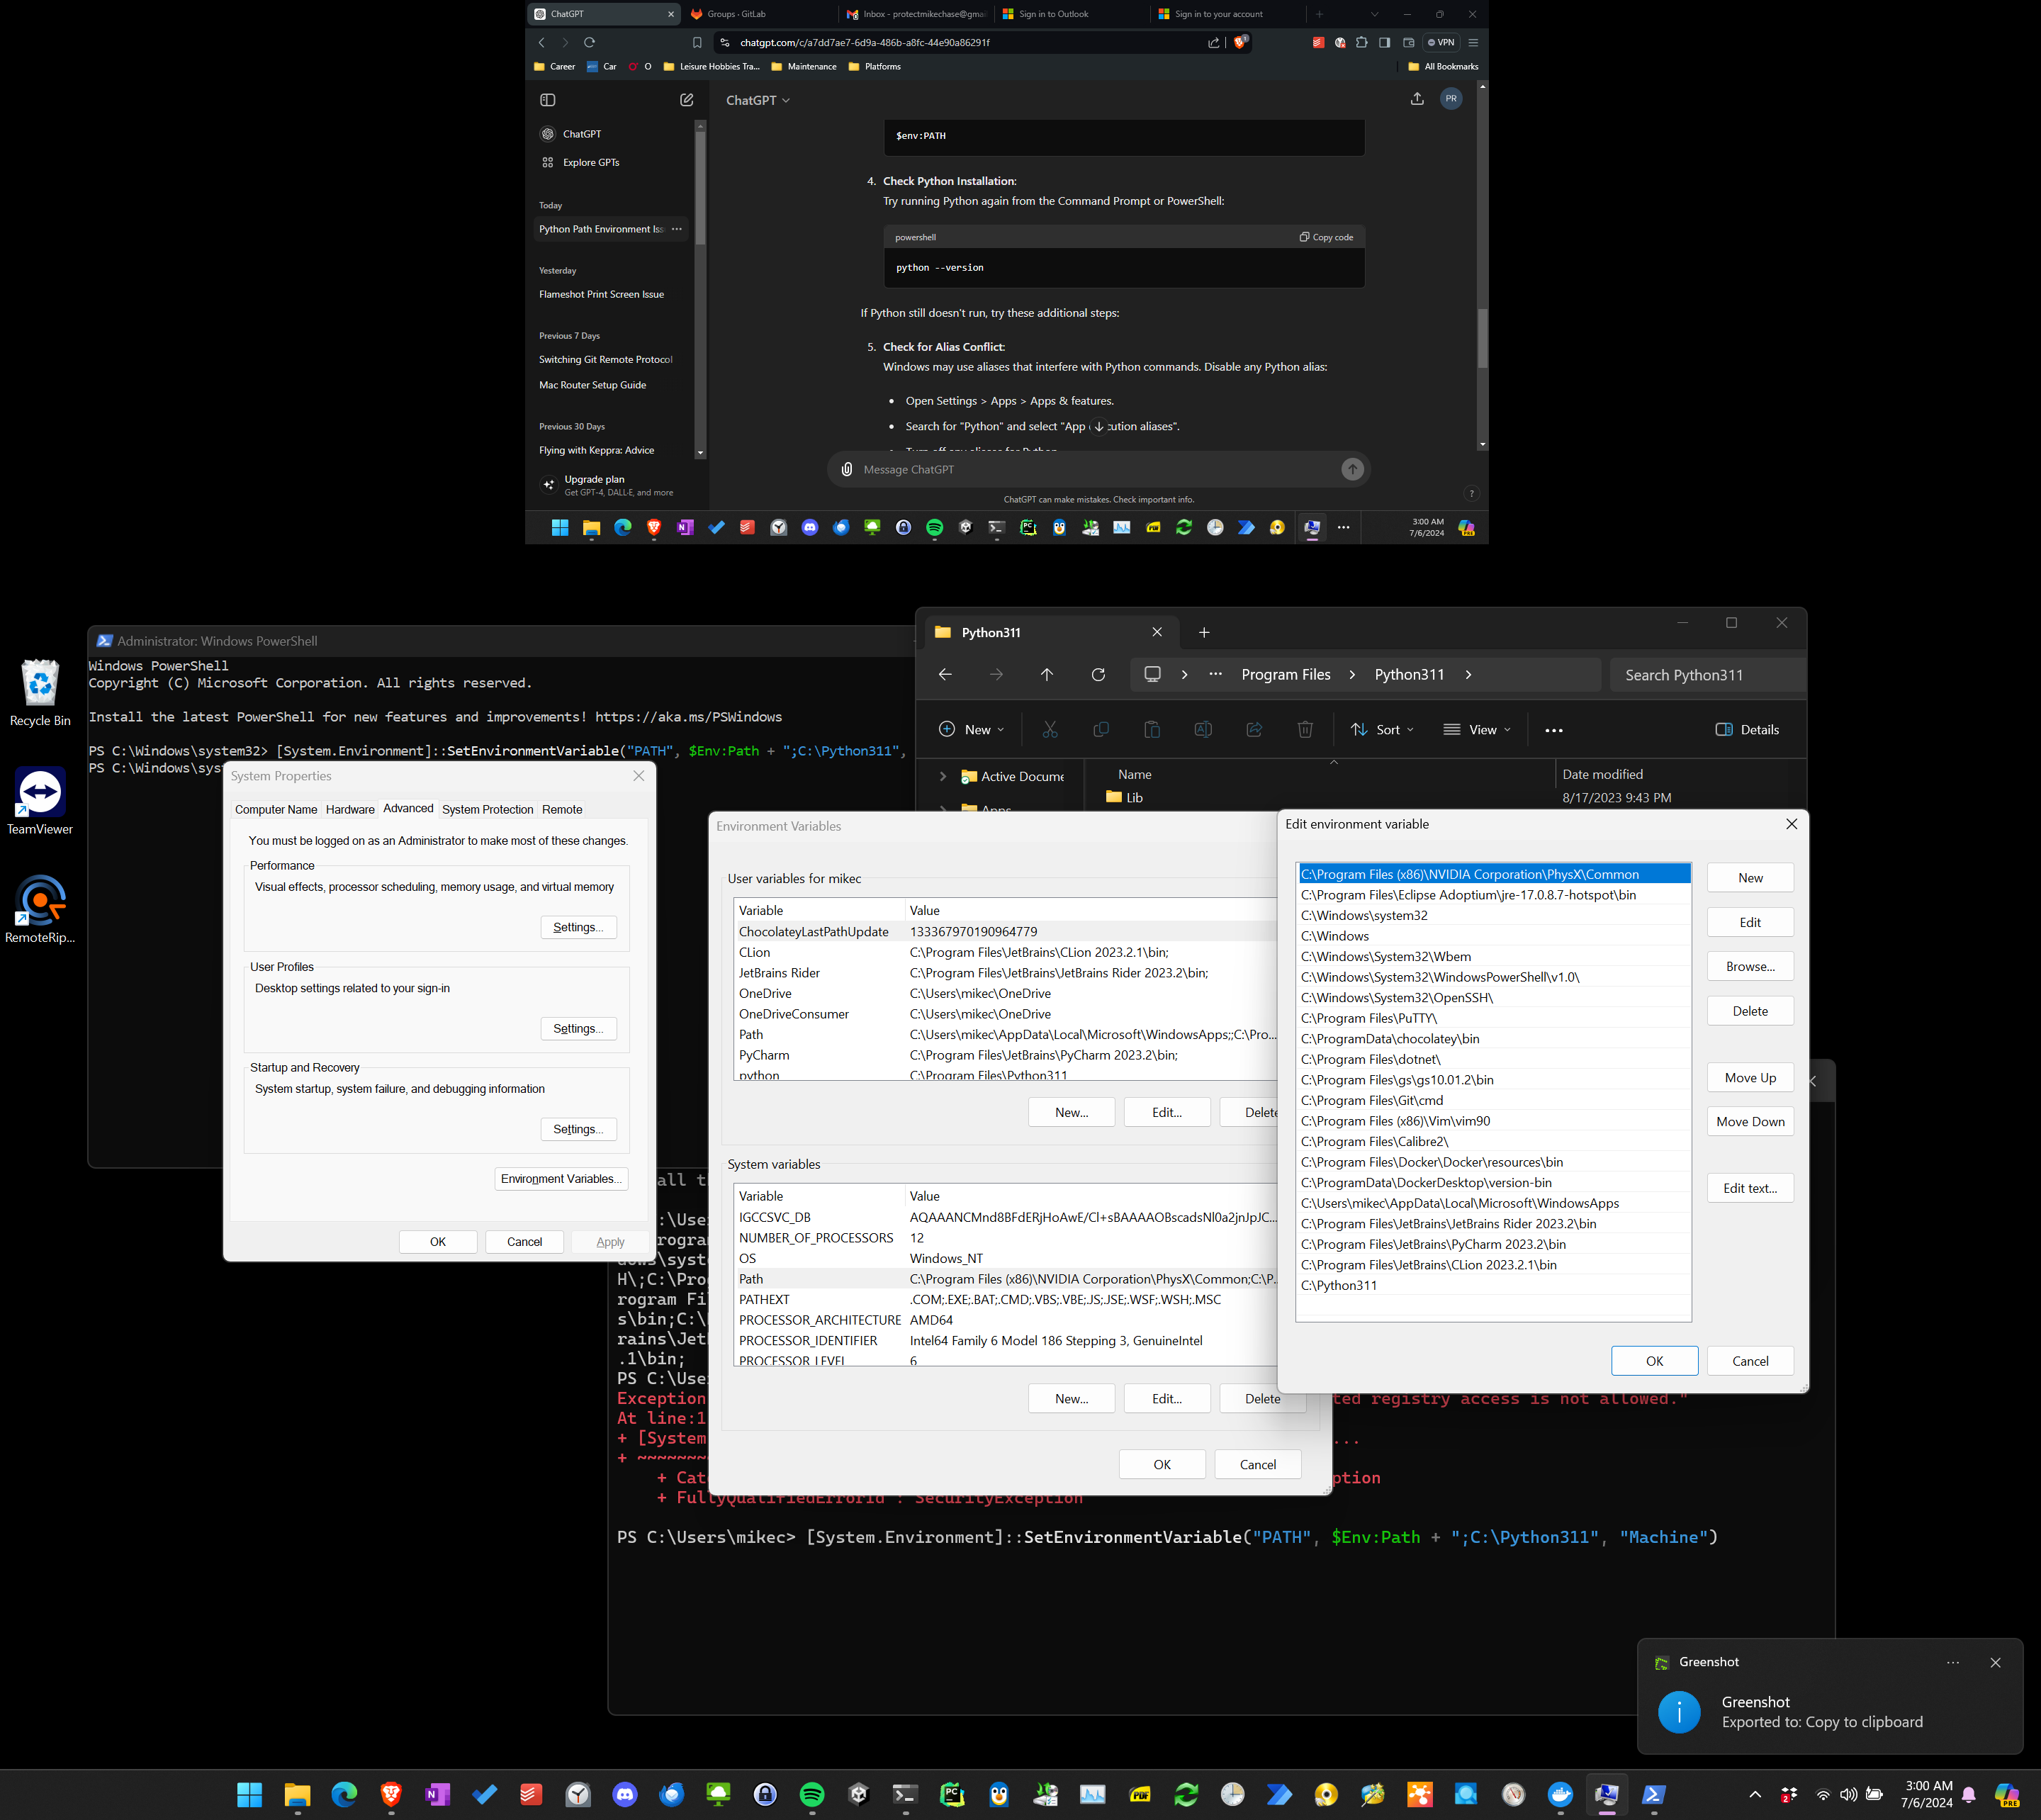 ChatGPT
Groups · GitLab
Inbox - protectmikechase@gmai
Sign in to Outlook
Sign in to your account
chatgpt.com/c/a7dd7ae7-6d9a-486b-a8fc-44e90a86291f
VPN
Career
Car
O
Leisure Hobbies Tra...
Maintenance
Platforms
All Bookmarks
ChatGPT
Explore GPTs
Today
Python Path Environment Iss
Yesterday
Flameshot Print Screen Issue
Previous 7 Days
Switching Git Remote Protocol
Mac Router Setup Guide
Previous 30 Days
Flying with Keppra: Advice
Upgrade plan
Get GPT-4, DALL·E, and more
ChatGPT
PR
$env:PATH
4. Check Python Installation:
Try running Python again from the Command Prompt or PowerShell:
powershell
Copy code
python --version
If Python still doesn't run, try these additional steps:
5. Check for Alias Conflict:
Windows may use aliases that interfere with Python commands. Disable any Python alias:
• Open Settings > Apps > Apps & features.
• Search for "Python" and select "App cution aliases".
Message ChatGPT
ChatGPT can make mistakes. Check important info.
?
3:00 AM
7/6/2024
Recycle Bin
TeamViewer
RemoteRip...
Administrator: Windows PowerShell
Windows PowerShell
Copyright (C) Microsoft Corporation. All rights reserved.
Install the latest PowerShell for new features and improvements! https://aka.ms/PSWindows
PS C:\Windows\system32> [System.Environment]::SetEnvironmentVariable("PATH", $Env:Path + ";C:\Python311",
PS C:\Windows\sys
Python311
Program Files
Python311
Search Python311
New
Sort
View
Details
Active Docume
Apps
Name
Date modified
Lib
8/17/2023 9:43 PM
System Properties
Computer Name
Hardware
Advanced
System Protection
Remote
You must be logged on as an Administrator to make most of these changes.
Performance
Visual effects, processor scheduling, memory usage, and virtual memory
Settings...
User Profiles
Desktop settings related to your sign-in
Settings...
Startup and Recovery
System startup, system failure, and debugging information
Settings...
Environment Variables...
OK
Cancel
Apply
Environment Variables
User variables for mikec
Variable Value
ChocolateyLastPathUpdate 133367970190964779
CLion C:\Program Files\JetBrains\CLion 2023.2.1\bin;
JetBrains Rider C:\Program Files\JetBrains\JetBrains Rider 2023.2\bin;
OneDrive C:\Users\mikec\OneDrive
OneDriveConsumer C:\Users\mikec\OneDrive
Path C:\Users\mikec\AppData\Local\Microsoft\WindowsApps;;C:\Pro...
PyCharm C:\Program Files\JetBrains\PyCharm 2023.2\bin;
python C:\Program Files\Python311
New...
Edit...
Delete
System variables
Variable Value
IGCCSVC_DB AQAAANCMnd8BFdERjHoAwE/Cl+sBAAAAOBscadsNl0a2jnJpJC...
NUMBER_OF_PROCESSORS 12
OS Windows_NT
Path C:\Program Files (x86)\NVIDIA Corporation\PhysX\Common;C:\P...
PATHEXT .COM;.EXE;.BAT;.CMD;.VBS;.VBE;.JS;.JSE;.WSF;.WSH;.MSC
PROCESSOR_ARCHITECTURE AMD64
PROCESSOR_IDENTIFIER Intel64 Family 6 Model 186 Stepping 3, GenuineIntel
PROCESSOR_LEVEL 6
New...
Edit...
Delete
OK
Cancel
Edit environment variable
C:\Program Files (x86)\NVIDIA Corporation\PhysX\Common
C:\Program Files\Eclipse Adoptium\jre-17.0.8.7-hotspot\bin
C:\Windows\system32
C:\Windows
C:\Windows\System32\Wbem
C:\Windows\System32\WindowsPowerShell\v1.0\
C:\Windows\System32\OpenSSH\
C:\Program Files\PuTTY\
C:\ProgramData\chocolatey\bin
C:\Program Files\dotnet\
C:\Program Files\gs\gs10.01.2\bin
C:\Program Files\Git\cmd
C:\Program Files (x86)\Vim\vim90
C:\Program Files\Calibre2\
C:\Program Files\Docker\Docker\resources\bin
C:\ProgramData\DockerDesktop\version-bin
C:\Users\mikec\AppData\Local\Microsoft\WindowsApps
C:\Program Files\JetBrains\JetBrains Rider 2023.2\bin
C:\Program Files\JetBrains\PyCharm 2023.2\bin
C:\Program Files\JetBrains\CLion 2023.2.1\bin
C:\Python311
New
Edit
Browse...
Delete
Move Up
Move Down
Edit text...
OK
Cancel
all t
:\Use
rogra
dows\syst
H\;C:\Pro
rogram Fi
s\bin;C:\
rains\Jet
.1\bin;
PS C:\Use
Exception ted registry access is not allowed."
At line:1
+ [System ...
+ ~~~~~~~~
+ Cat ption
+ FullyQualifiedErrorId : SecurityException
PS C:\Users\mikec> [System.Environment]::SetEnvironmentVariable("PATH", $Env:Path + ";C:\Python311", "Machine")
Greenshot
Greenshot
Exported to: Copy to clipboard
3:00 AM
7/6/2024